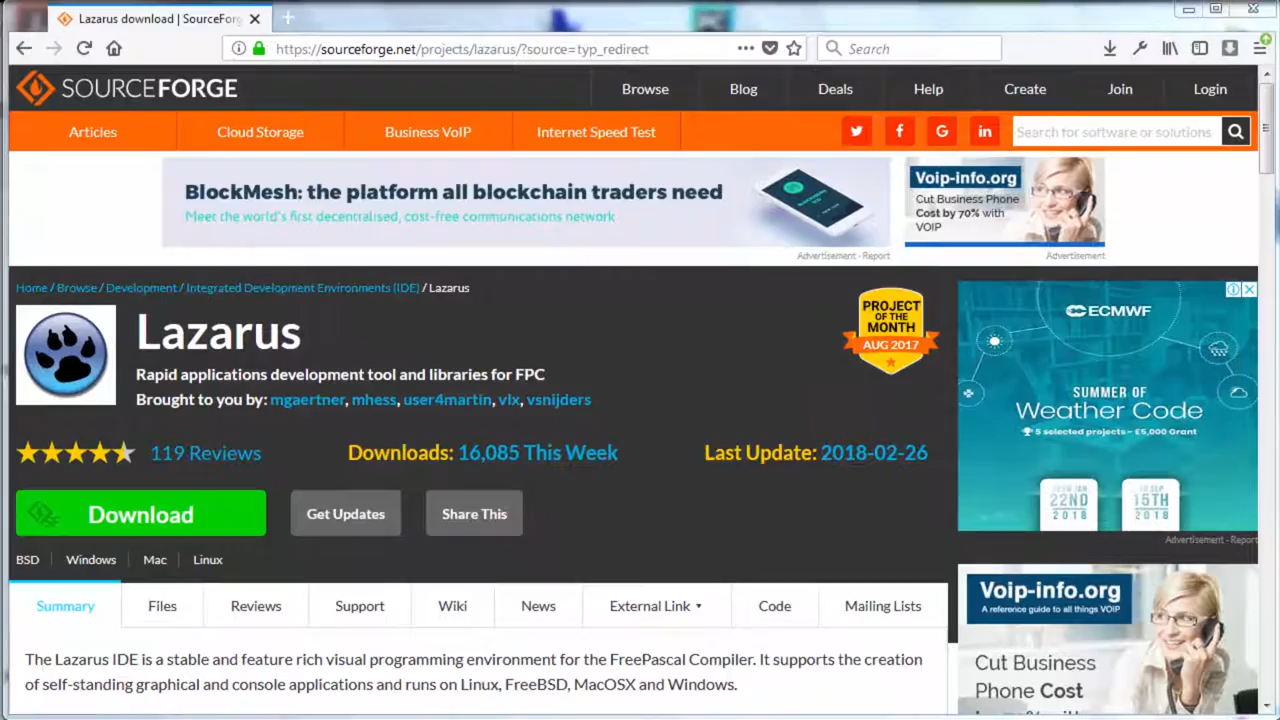 Lazarus download | SourceForg
https://sourceforge.net/projects/lazarus/?source=typ_redirect
Search
SOURCEFORGE
Browse
Blog
Deals
Help
Create
Join
Login
Articles
Cloud Storage
Business VoIP
Internet Speed Test
Search for software or solutions
BlockMesh: the platform all blockchain traders need
Meet the world's first decentralised, cost-free communications network
Voip-info.org
Cut Business Phone
Cost by 70% with
VOIP
Advertisement - Report
Advertisement
Home / Browse / Development / Integrated Development Environments (IDE) / Lazarus
Lazarus
Rapid applications development tool and libraries for FPC
Brought to you by: mgaertner, mhess, user4martin, vlx, vsnijders
PROJECT
OF THE
MONTH
AUG 2017
119 Reviews
Downloads: 16,085 This Week
Last Update: 2018-02-26
Download
Get Updates
Share This
BSD
Windows
Mac
Linux
ECMWF
SUMMER OF
Weather Code
5 selected projects - £5,000 Grant
22ND
2018
15TH
2018
Advertisement - Report
Summary
Files
Reviews
Support
Wiki
News
External Link
Code
Mailing Lists
The Lazarus IDE is a stable and feature rich visual programming environment for the FreePascal Compiler. It supports the creation
of self-standing graphical and console applications and runs on Linux, FreeBSD, MacOSX and Windows.
Voip-info.org
A reference guide to all things VOIP
Cut Business
Phone Cost